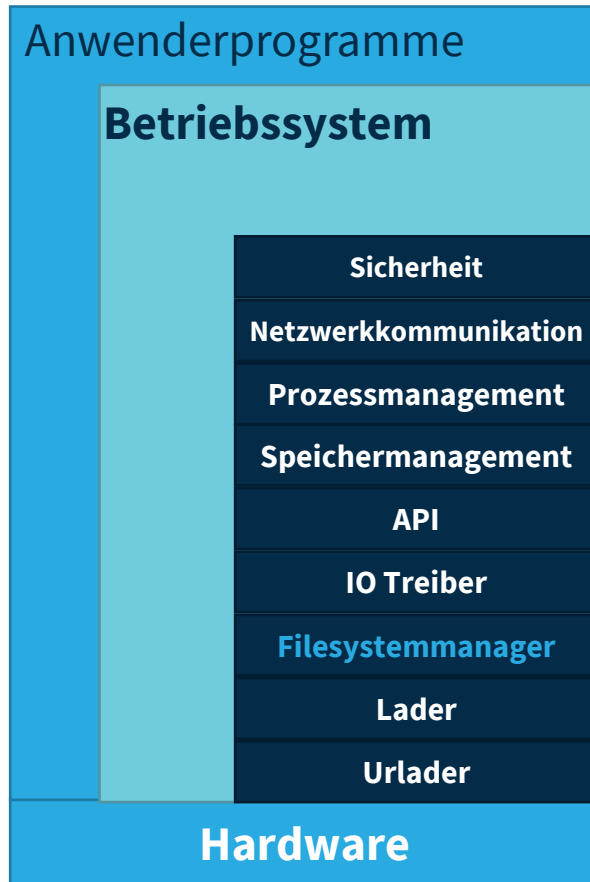 Anwenderprogramme
Betriebssystem
Sicherheit
Netzwerkkommunikation
Prozessmanagement
Speichermanagement
API
IO Treiber
Filesystemmanager
Lader
Urlader
Hardware